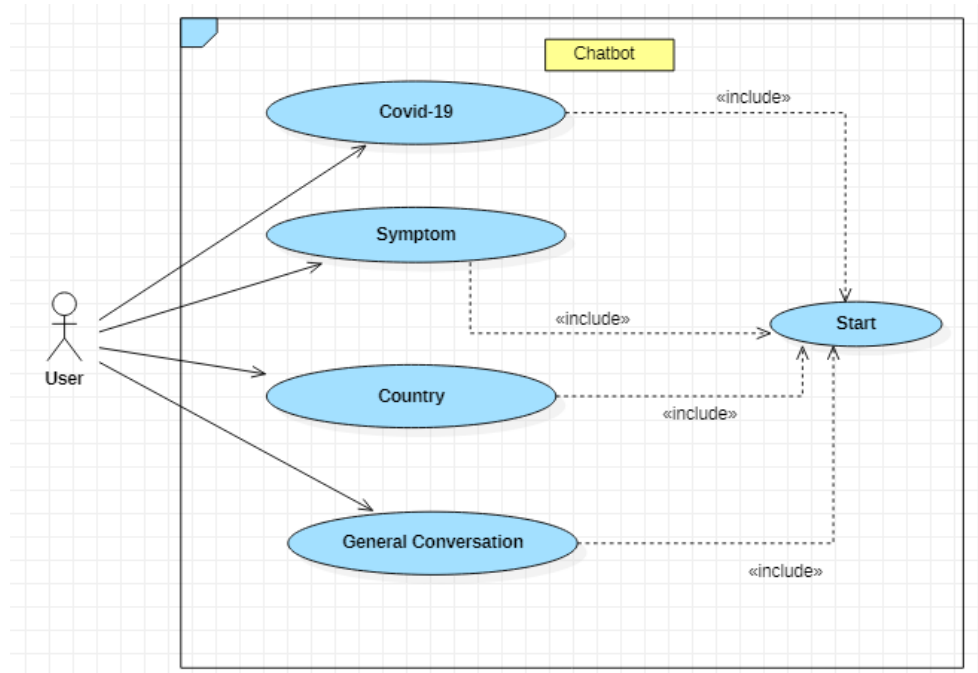 Chatbot
Covid-19
«include»
Symptom
«include»
Start
User
Country
«include»
General Conversation
«include»